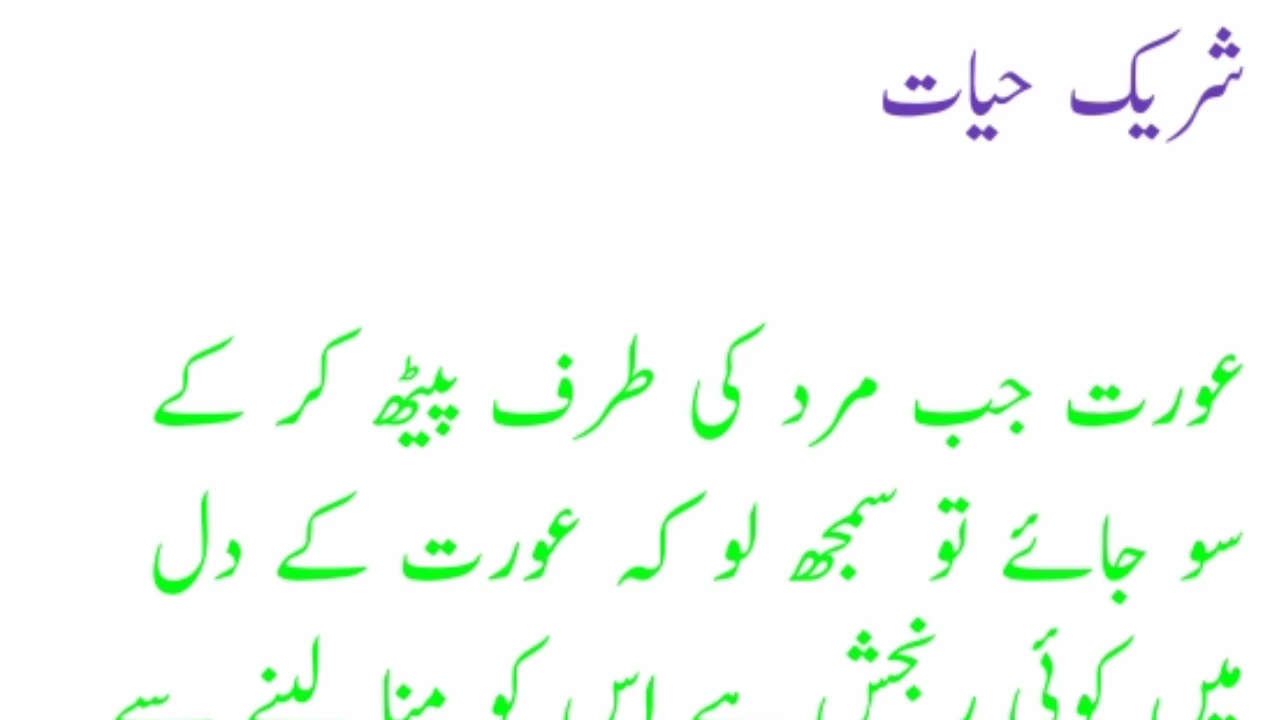 شریک حیات
عورت جب مرد کی طرف پیٹھ کر کے
سو جائے تو سمجھ لو کہ عورت کے دل
میں کوئی رنجش ہے اس کو منا لینے سے